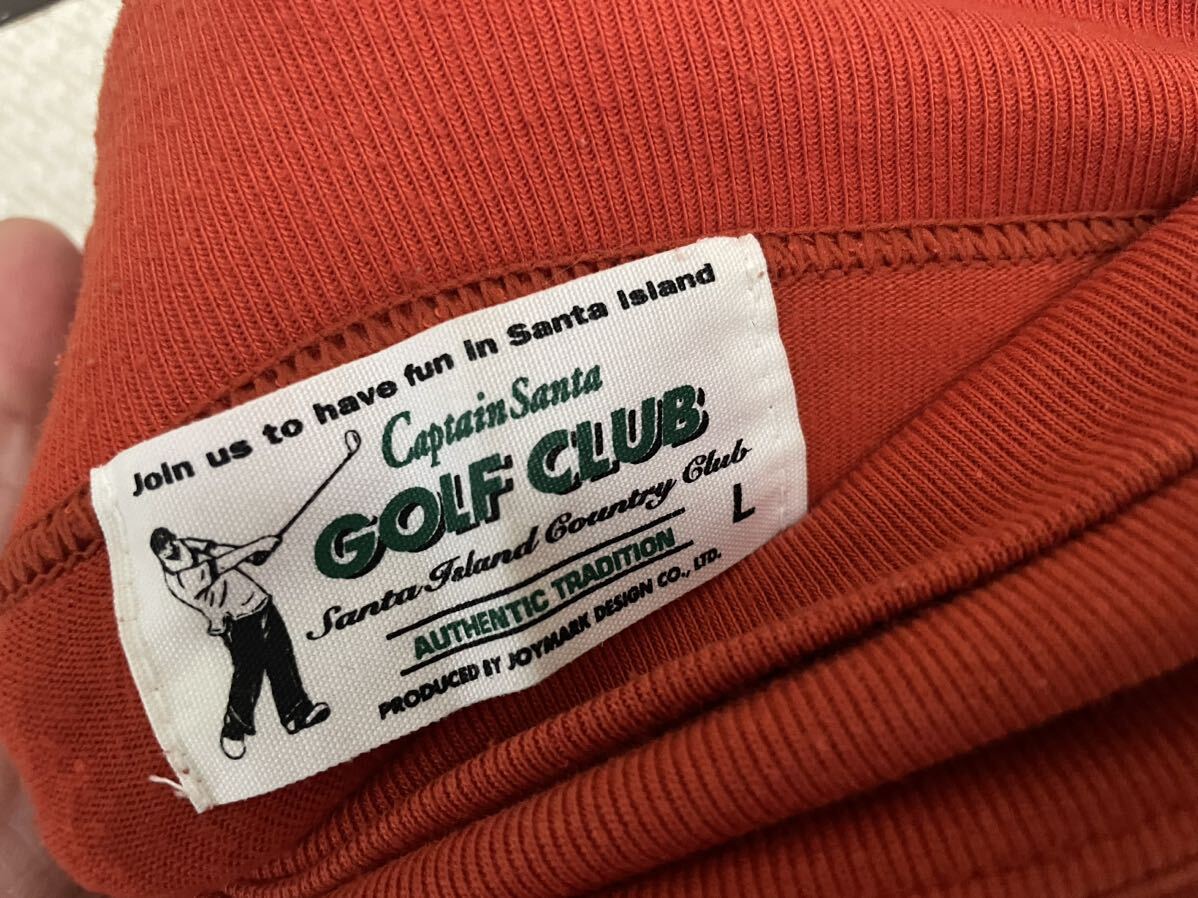 Join us to have fun in Santa Island
Captain Santa
GOLF CLUB
Santa Island Country Club
L
AUTHENTIC TRADITION
PRODUCED BY JOYMARK DESIGN CO., LTD.